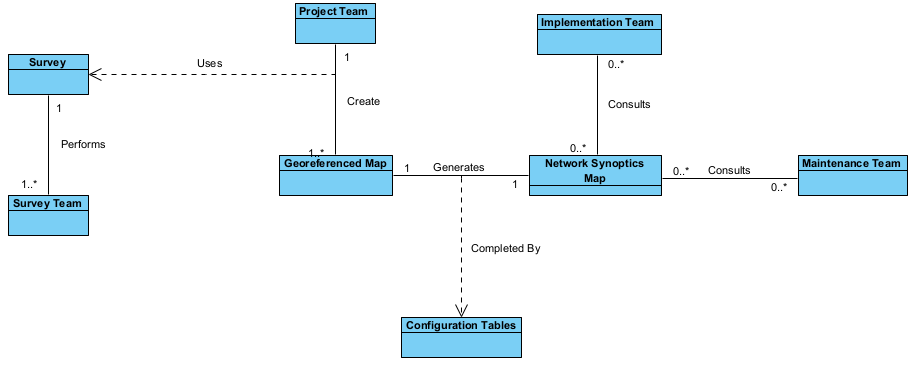 Project Team
Implementation Team
Survey
Uses
1
0..*
1
Create
Consults
Performs
1..*
0..*
Georeferenced Map
1
Generates
1
Network Synoptics
Map
0..*
Consults
0..*
Maintenance Team
1..*
Survey Team
Completed By
Configuration Tables